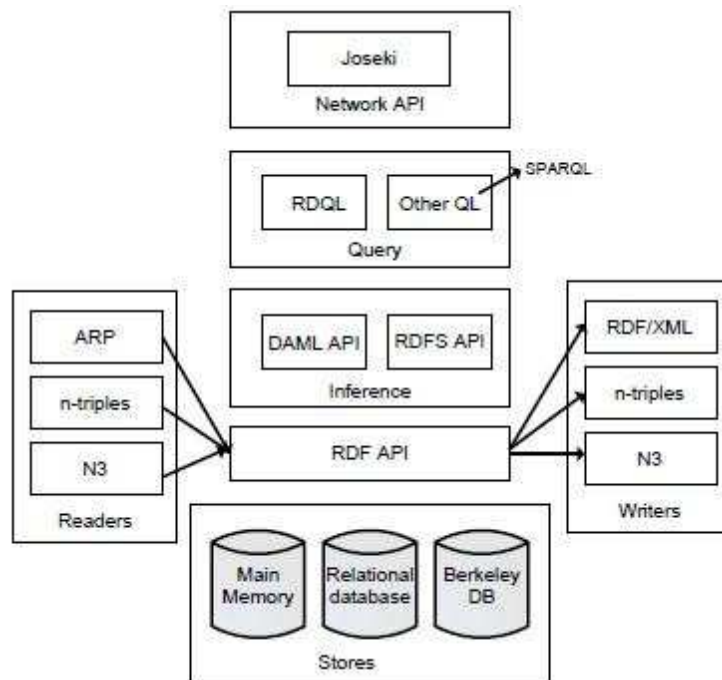 Joseki
Network API
SPARQL
RDQL
Other QL
Query
ARP
n-triples
N3
Readers
DAML API
RDFS API
Inference
RDF API
RDF/XML
n-triples
N3
Writers
Main
Memory
Relational
database
Berkeley
DB
Stores